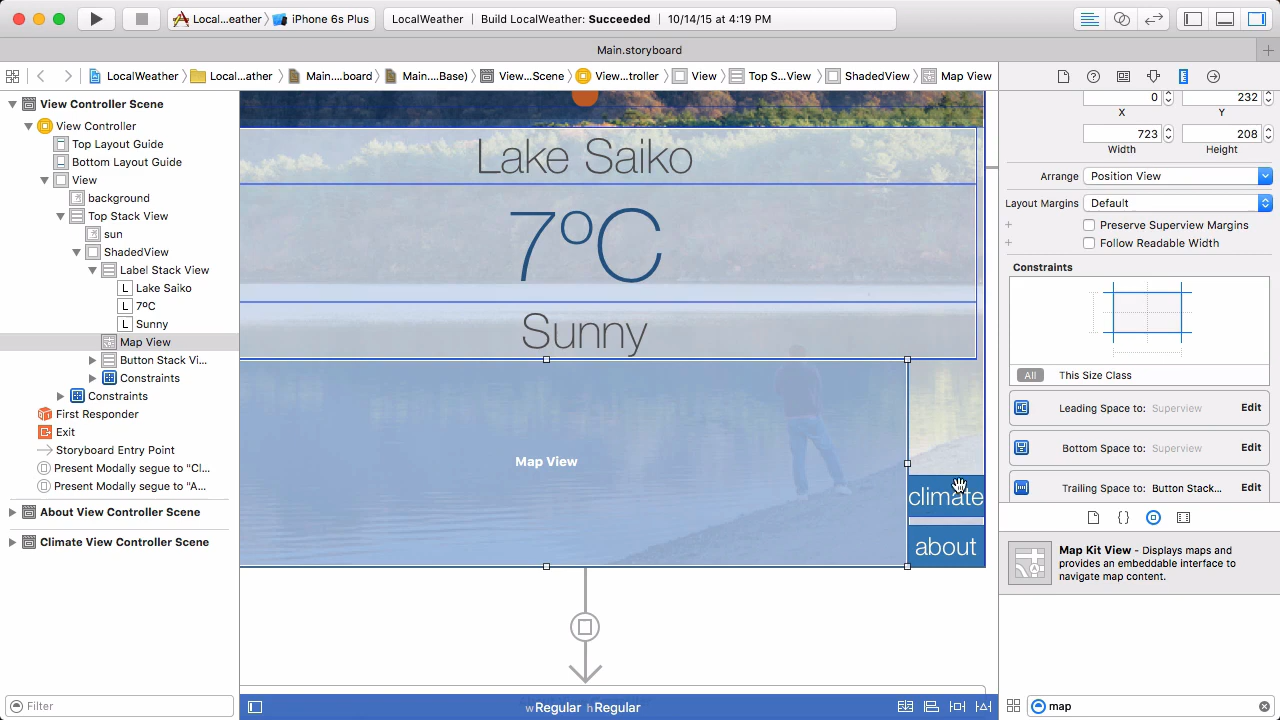 Local...eather
iPhone 6s Plus
LocalWeather
Build LocalWeather: Succeeded
10/14/15 at 4:19 PM
Main.storyboard
LocalWeather
Local...ather
Main....board
Main....Base)
View...Scene
View...troller
View
Top S...View
ShadedView
Map View
View Controller Scene
View Controller
Top Layout Guide
Bottom Layout Guide
View
background
Top Stack View
sun
ShadedView
Label Stack View
L Lake Saiko
L 7ºC
L Sunny
Map View
Button Stack Vi...
Constraints
Constraints
First Responder
Exit
Storyboard Entry Point
Present Modally segue to "Cl...
Present Modally segue to "A...
About View Controller Scene
Climate View Controller Scene
Filter
Lake Saiko
7ºC
Sunny
Map View
climate
about
wRegular hRegular
0
232
X
Y
723
208
Width
Height
Arrange
Position View
Layout Margins
Default
Preserve Superview Margins
Follow Readable Width
Constraints
All
This Size Class
Leading Space to: Superview
Edit
Bottom Space to: Superview
Edit
Trailing Space to: Button Stack...
Edit
Map Kit View - Displays maps and
provides an embeddable interface to
navigate map content.
map